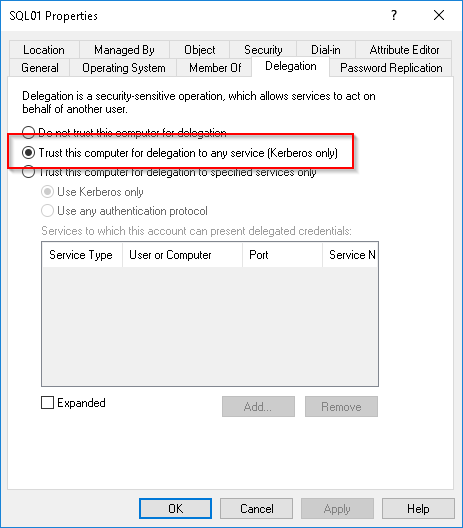 SQL01 Properties
Location Managed By Object Security Dial-in Attribute Editor
General Operating System Member Of Delegation Password Replication
Delegation is a security-sensitive operation, which allows services to act on
behalf of another user.
Do not trust this computer for delegation
Trust this computer for delegation to any service (Kerberos only)
Trust this computer for delegation to specified services only
Use Kerberos only
Use any authentication protocol
Services to which this account can present delegated credentials:
Service Type User or Computer Port Service N
Expanded Add... Remove
OK Cancel Apply Help